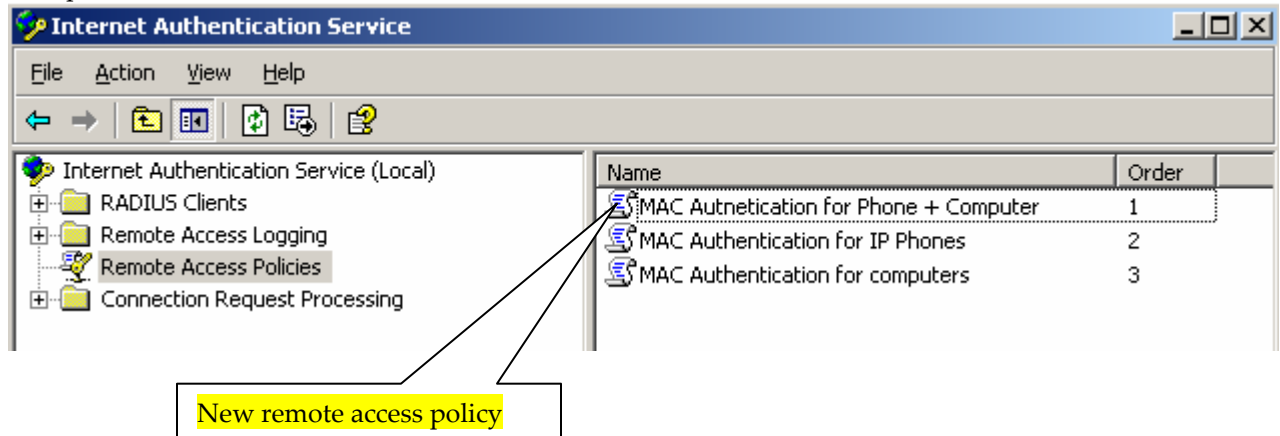 Internet Authentication Service
File Action View Help
Internet Authentication Service (Local)
RADIUS Clients
Remote Access Logging
Remote Access Policies
Connection Request Processing
Name Order
MAC Autnetication for Phone + Computer 1
MAC Authentication for IP Phones 2
MAC Authentication for computers 3
New remote access policy